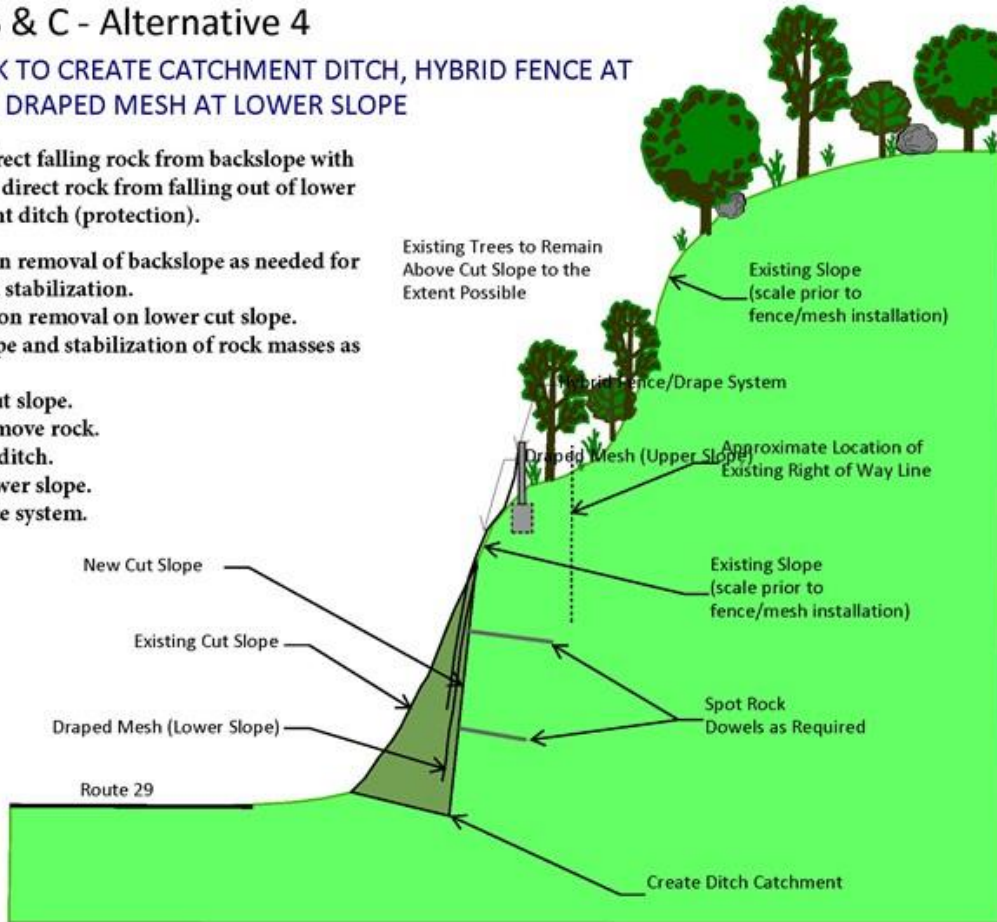 & C - Alternative 4
K TO CREATE CATCHMENT DITCH, HYBRID FENCE AT
DRAPED MESH AT LOWER SLOPE
rect falling rock from backslope with
direct rock from falling out of lower
nt ditch (protection).
n removal of backslope as needed for
stabilization.
on removal on lower cut slope.
pe and stabilization of rock masses as
ut slope.
move rock.
ditch.
wer slope.
e system.
Existing Trees to Remain
Above Cut Slope to the
Extent Possible
Existing Slope
(scale prior to
fence/mesh installation)
Hybrid Fence/Drape System
Draped Mesh (Upper Slope)
Approximate Location of
Existing Right of Way Line
New Cut Slope
Existing Slope
(scale prior to
fence/mesh installation)
Existing Cut Slope
Spot Rock
Dowels as Required
Draped Mesh (Lower Slope)
Route 29
Create Ditch Catchment